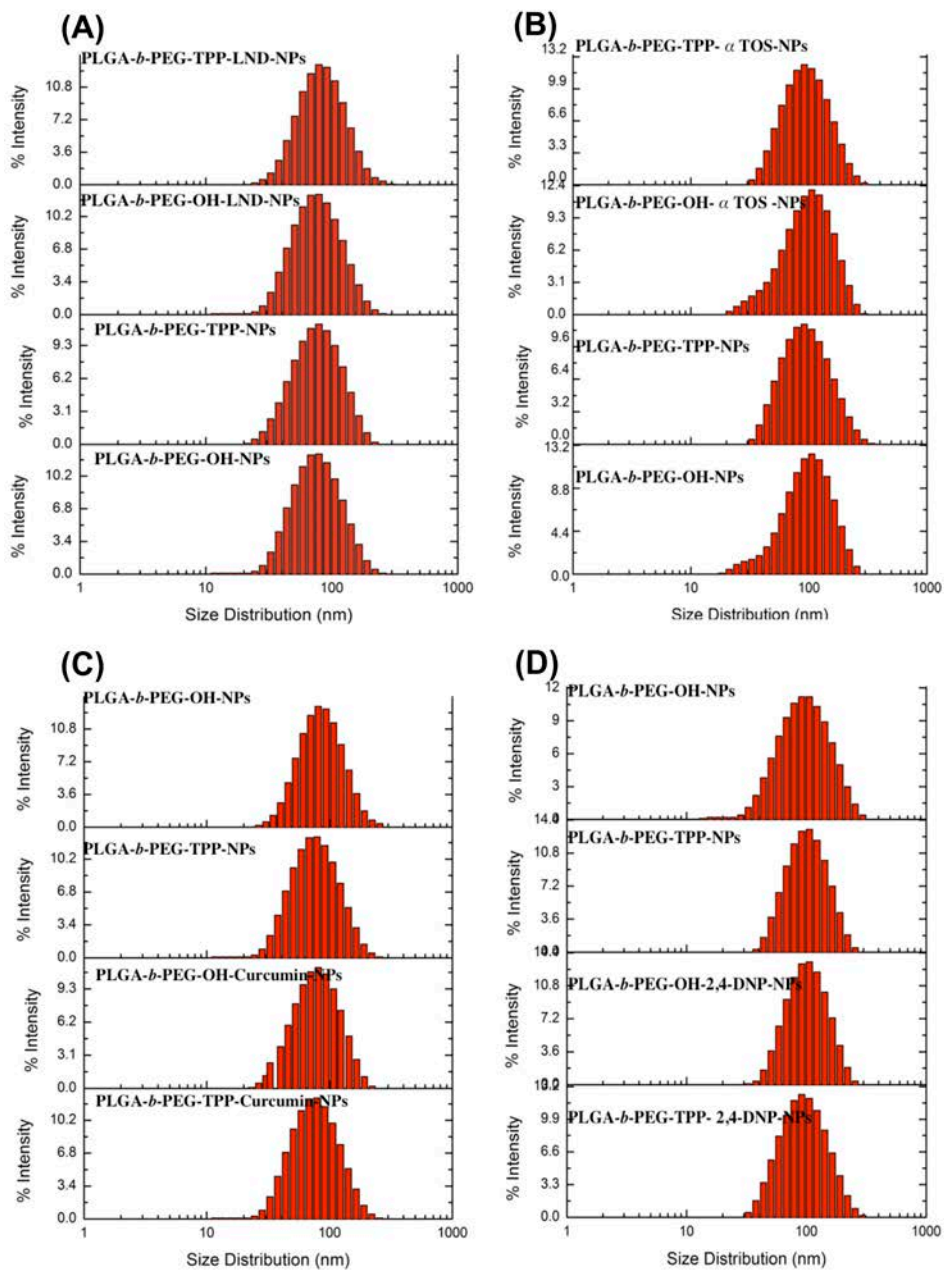 (A)
PLGA-b-PEG-TPP-LND-NPs
10.8
7.2
3.6
0.0
% Intensity
PLGA-b-PEG-OH-LND-NPs
10.2
6.8
3.4
0.0
% Intensity
PLGA-b-PEG-TPP-NPs
9.3
6.2
3.1
0.0
% Intensity
PLGA-b-PEG-OH-NPs
10.2
6.8
3.4
0.0
% Intensity
1 10 100 1000
Size Distribution (nm)
(B)
PLGA-b-PEG-TPP- α TOS-NPs
13.2
9.9
6.6
3.3
0.0
% Intensity
PLGA-b-PEG-OH- α TOS -NPs
12.4
9.3
6.2
3.1
0.0
% Intensity
PLGA-b-PEG-TPP-NPs
9.6
6.4
3.2
0.0
% Intensity
PLGA-b-PEG-OH-NPs
13.2
8.8
4.4
0.0
% Intensity
1 10 100 1000
Size Distribution (nm)
(C)
PLGA-b-PEG-OH-NPs
10.8
7.2
3.6
0.0
% Intensity
PLGA-b-PEG-TPP-NPs
10.2
6.8
3.4
0.0
% Intensity
PLGA-b-PEG-OH-Curcumin-NPs
9.3
6.2
3.1
0.0
% Intensity
PLGA-b-PEG-TPP-Curcumin-NPs
10.2
6.8
3.4
0.0
% Intensity
1 10 100 1000
Size Distribution (nm)
(D)
PLGA-b-PEG-OH-NPs
12
9
6
3
% Intensity
PLGA-b-PEG-TPP-NPs
10.8
7.2
3.6
% Intensity
PLGA-b-PEG-OH-2,4-DNP-NPs
10.8
7.2
3.6
% Intensity
PLGA-b-PEG-TPP- 2,4-DNP-NPs
9.9
6.6
3.3
0.0
% Intensity
1 10 100 1000
Size Distribution (nm)